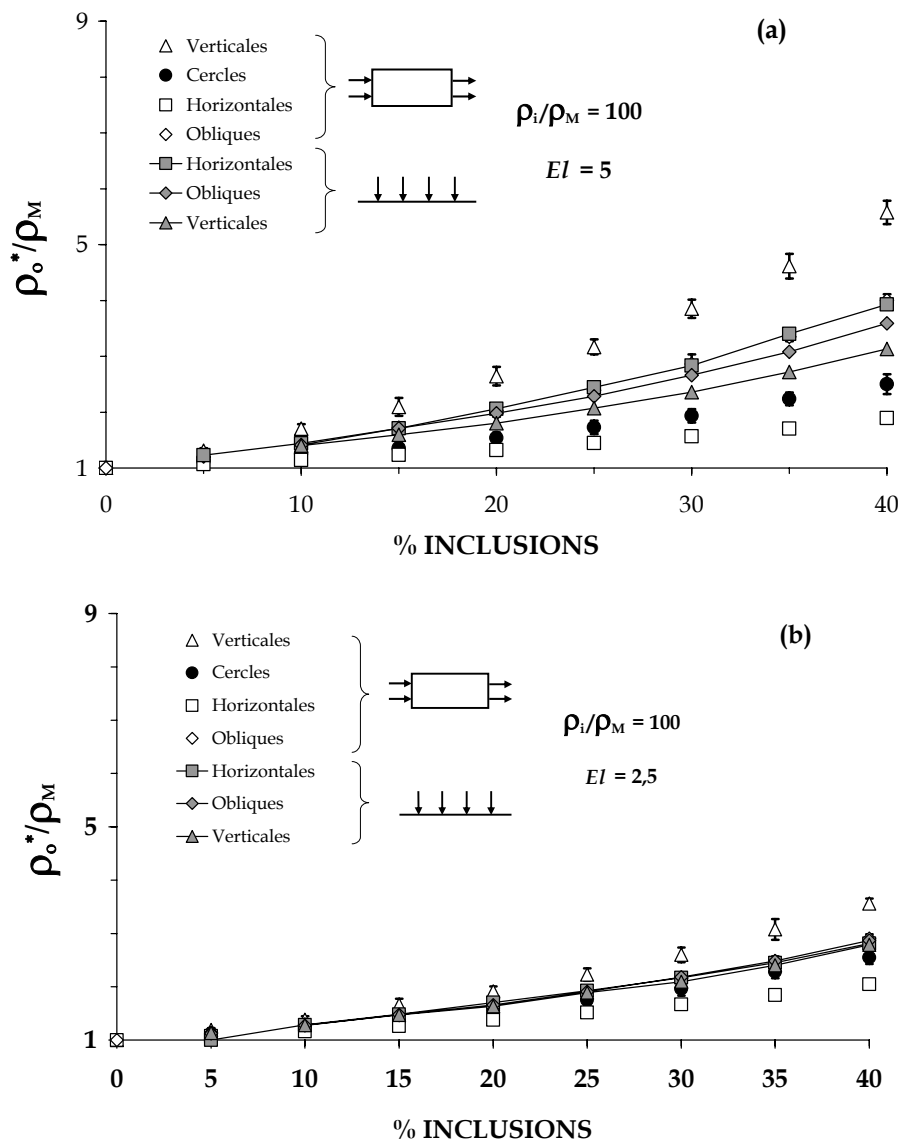 9
(a)
Verticales
Cercles
Horizontales
ρi/ρM = 100
Obliques
Horizontales
El = 5
Obliques
Verticales
ρo*/ρM
5
1
0 10 20 30 40
% INCLUSIONS
9
(b)
Verticales
Cercles
Horizontales
ρi/ρM = 100
Obliques
Horizontales
El = 2,5
Obliques
Verticales
ρo*/ρM
5
1
0 5 10 15 20 25 30 35 40
% INCLUSIONS